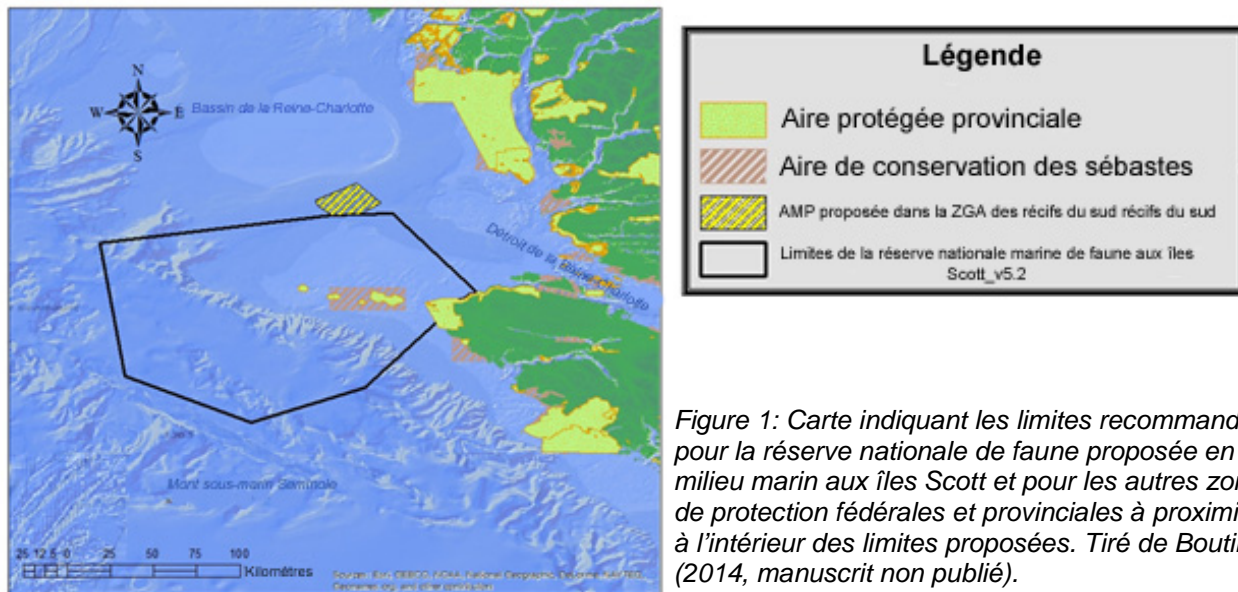 N
W
E
S
Bassin de la Reine-Charlotte
Détroit de la Reine-Charlotte
Mont sous-marin Seminole
25 12.5 0 25 50 75 100
Kilomètres
Légende
Aire protégée provinciale
Aire de conservation des sébastes
AMP proposée dans la ZGA des récifs du sud récifs du sud
Limites de la réserve nationale marine de faune aux îles
Scott_v5.2
Figure 1: Carte indiquant les limites recommand
pour la réserve nationale de faune proposée en
milieu marin aux îles Scott et pour les autres zo
de protection fédérales et provinciales à proximi
à l'intérieur des limites proposées. Tiré de Bouti
(2014, manuscrit non publié).